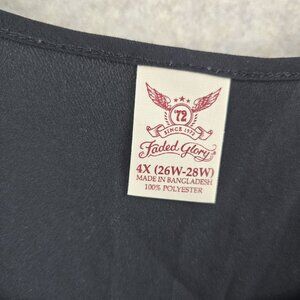 '72
SINCE 1972
Faded Glory
4X (26W-28W)
MADE IN BANGLADESH
100% POLYESTER